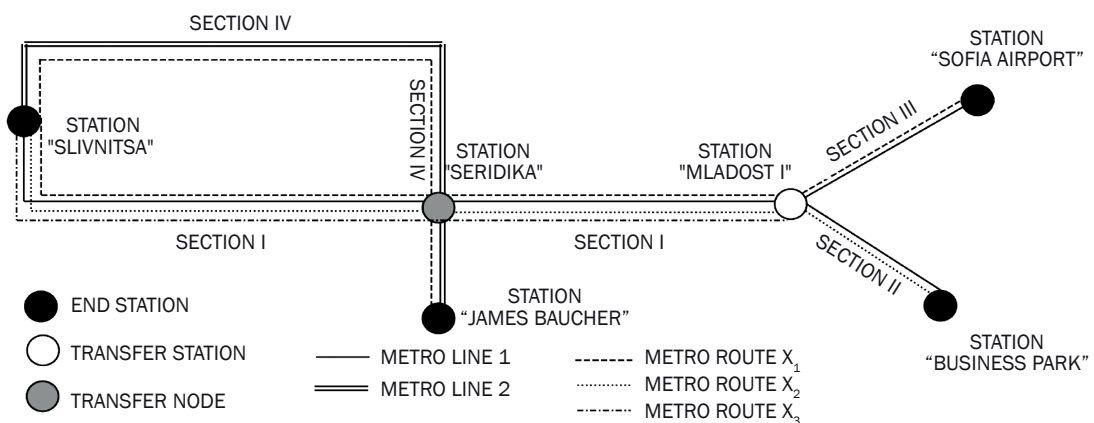 SECTION IV
STATION
"SLIVNITSA"
SECTION IV
STATION
"SERIDIKA"
STATION
"MLADOST I"
STATION
“SOFIA AIRPORT”
SECTION III
SECTION I
SECTION I
SECTION II
STATION
“JAMES BAUCHER”
STATION
“BUSINESS PARK”
END STATION
TRANSFER STATION
TRANSFER NODE
METRO LINE 1
METRO LINE 2
METRO ROUTE X1
METRO ROUTE X2
METRO ROUTE X3